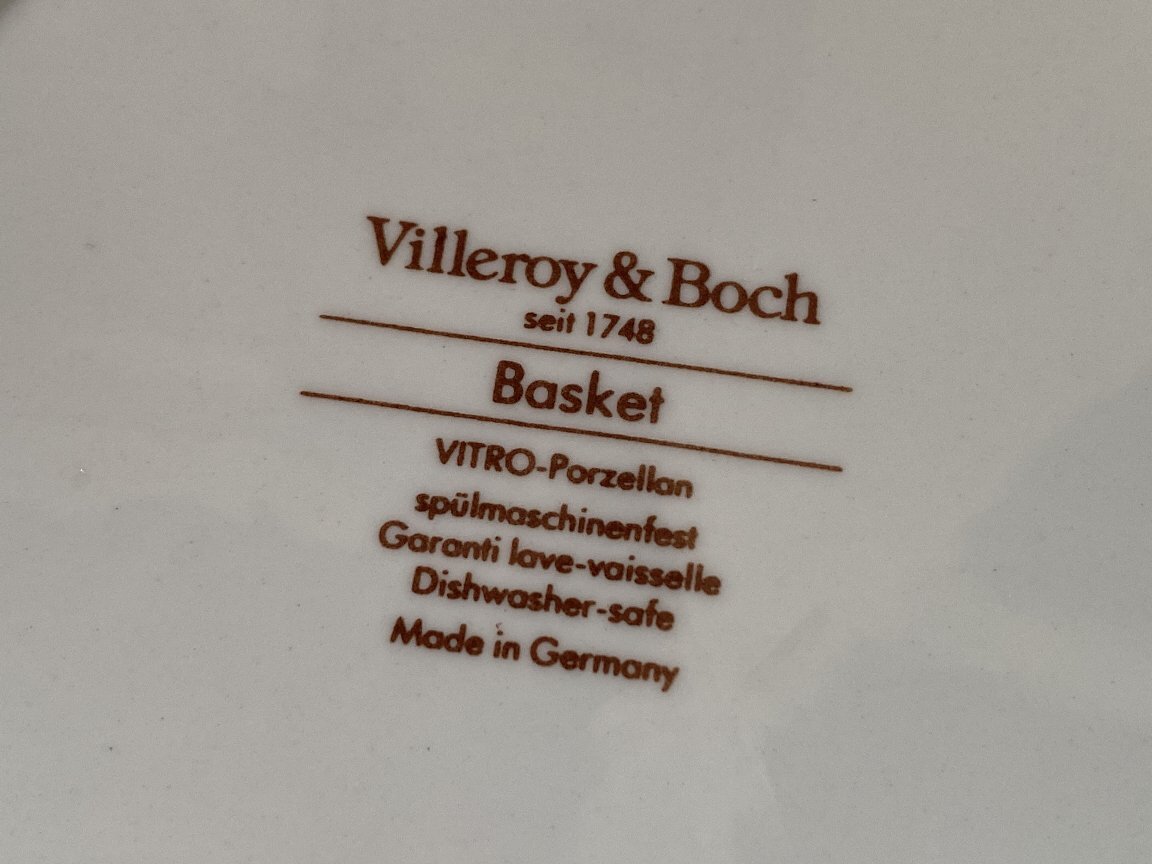 Villeroy & Boch
seit 1748
Basket
VITRO-Porzellan
spülmaschinenfest
Garanti lave-vaisselle
Dishwasher-safe
Made in Germany